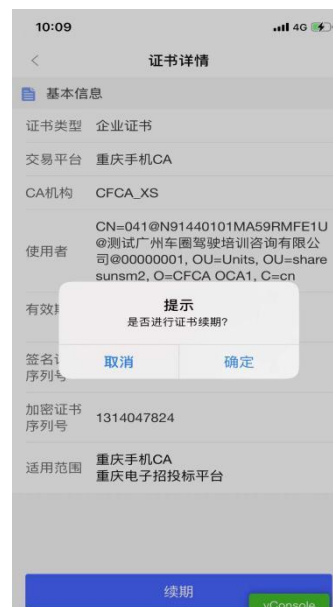 10:09
4G
证书详情
基本信息
证书类型 企业证书
交易平台 重庆手机CA
CA机构 CFCA_XS
CN=041@N91440101MA59RMFE1U
@测试广州车圈驾驶培训咨询有限公
使用者 司@00000001, OU=Units, OU=share
sunsm2, O=CFCA OCA1, C=cn
有效
提示
是否进行证书续期?
取消 确定
签名
序列号
加密证书
序列号 1314047824
适用范围 重庆手机CA
重庆电子招投标平台
续期
vConsole